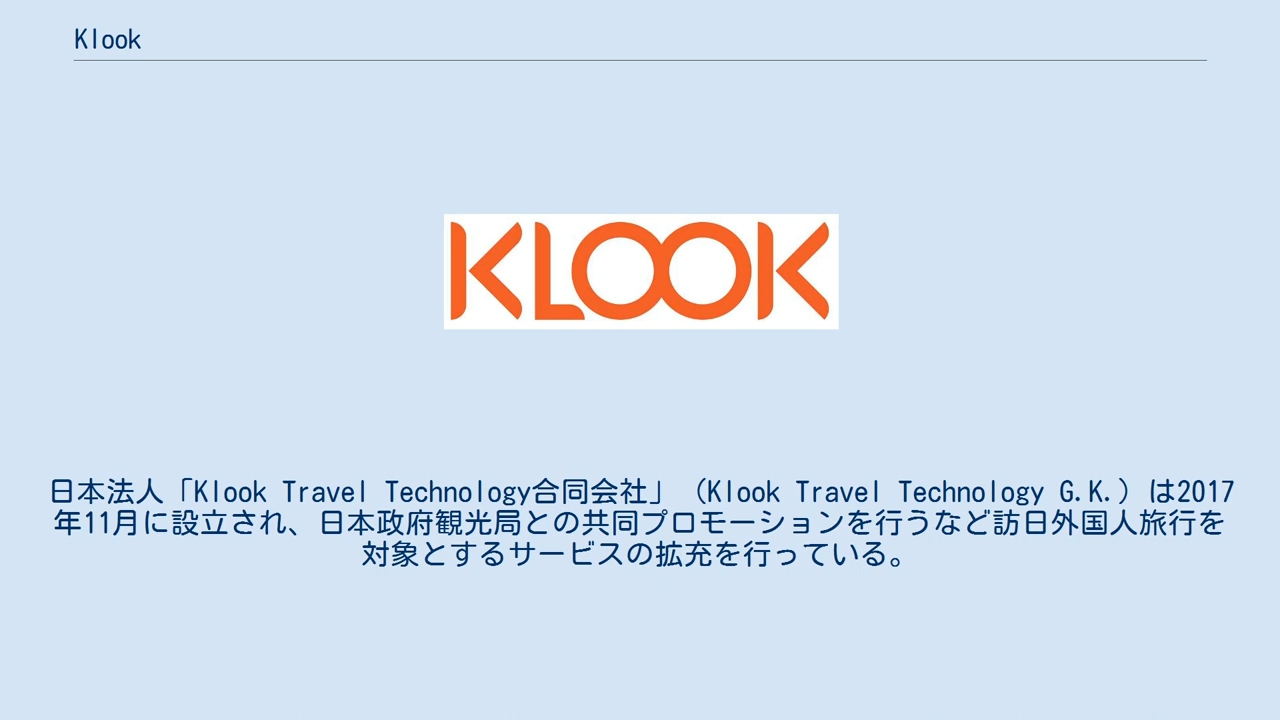 Klook
KLOOK
日本法人「Klook Travel Technology合同会社」（Klook Travel Technology G.K.）は2017
年11月に設立され、日本政府観光局との共同プロモーションを行うなど訪日外国人旅行を
対象とするサービスの拡充を行っている。